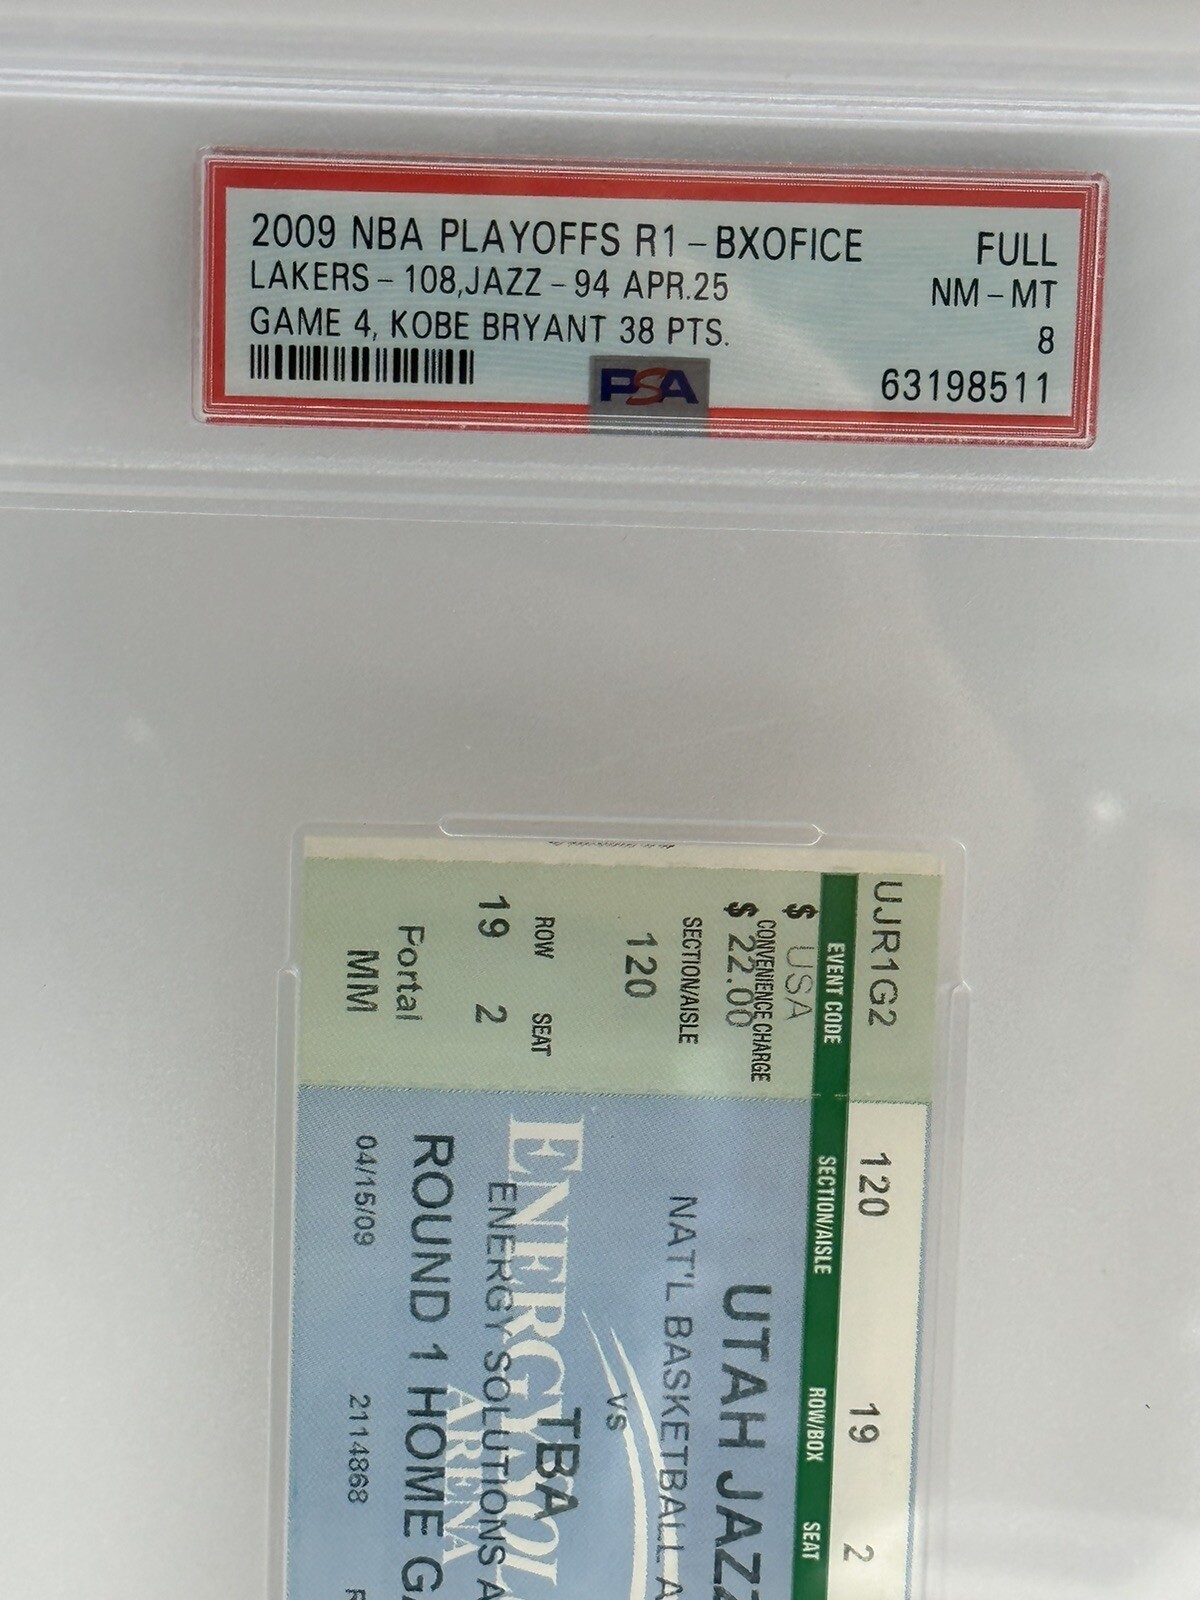 2009 NBA PLAYOFFS R1-BXOFICE
FULL
LAKERS-108,JAZZ-94 APR.25
NM-MT
GAME 4, KOBE BRYANT 38 PTS.
8
PSA
63198511
UJR1G2
EVENT CODE
$ USA
CONVENIENCE CHARGE
$ 22.00
SECTION/AISLE
120
ROW SEAT
19 2
Portal
MM
120 19 2
SECTION/AISLE ROW/BOX SEAT
UTAH JAZZ
NAT'L BASKETBALL A
vs
TBA
ENERGY
ARENA
ENERGY SOLUTIONS A
ROUND 1 HOME GA
04/15/09 2114868